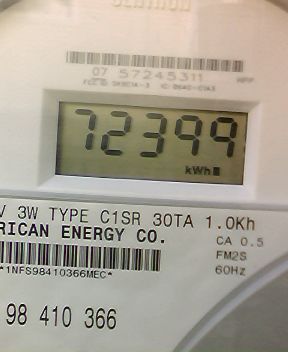 CENTRON
07 57245311
72399
kWh
V 3W TYPE C1SR 30TA 1.0Kh
RICAN ENERGY CO.
CA 0.5
FM2S
*1NFS98410366MEC*
60Hz
98 410 366